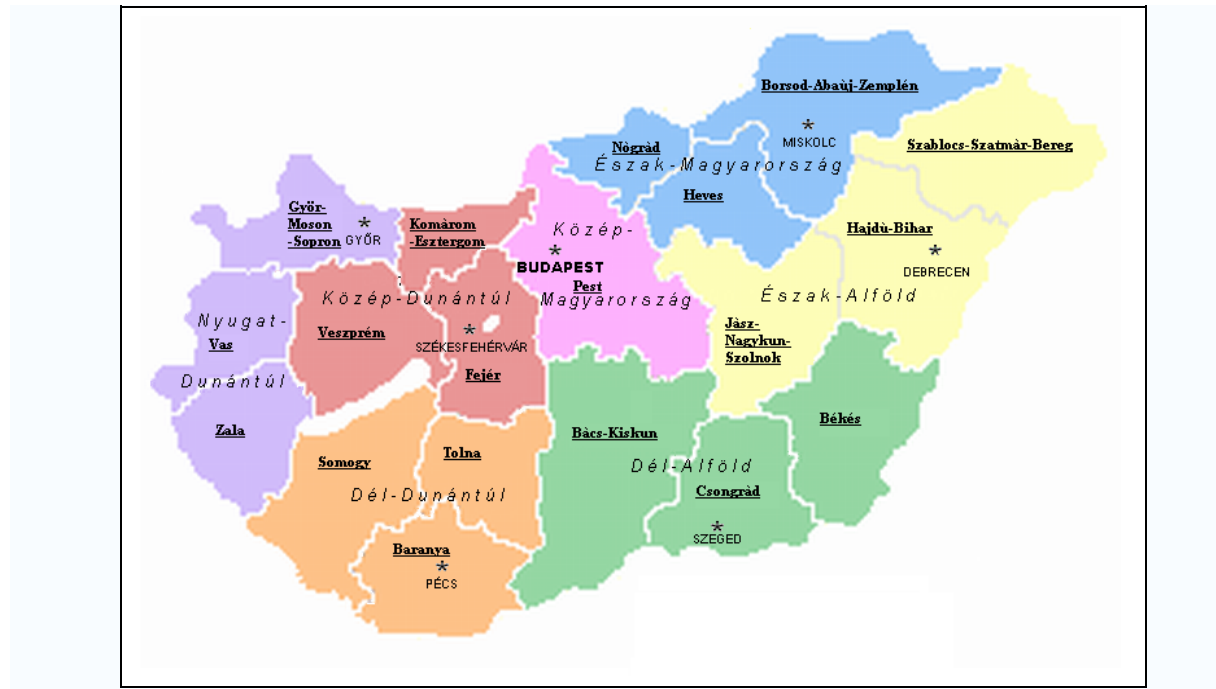 Borsod-Abaùj-Zemplén
*
MISKOLC
Szablocs-Szatmàr-Bereg
Nògràd
Észak-Magyarország
Heves
Györ-
Moson
-Sopron
*
GYŐR
Komàrom
-Esztergom
Közép-
*
BUDAPEST
Pest
Magyarország
Hajdù-Bihar
*
DEBRECEN
Észak-Alföld
Közép-Dunántúl
Veszprém
*
SZÉKESFEHÉRVÁR
Fejér
Nyugat-
Vas
Dunántúl
Zala
Jàsz-
Nagykun-
Szolnok
Somogy
Tolna
Dél-Dunántúl
Baranya
*
PÉCS
Bàcs-Kiskun
Dél-Alföld
Csongràd
*
SZEGED
Békés